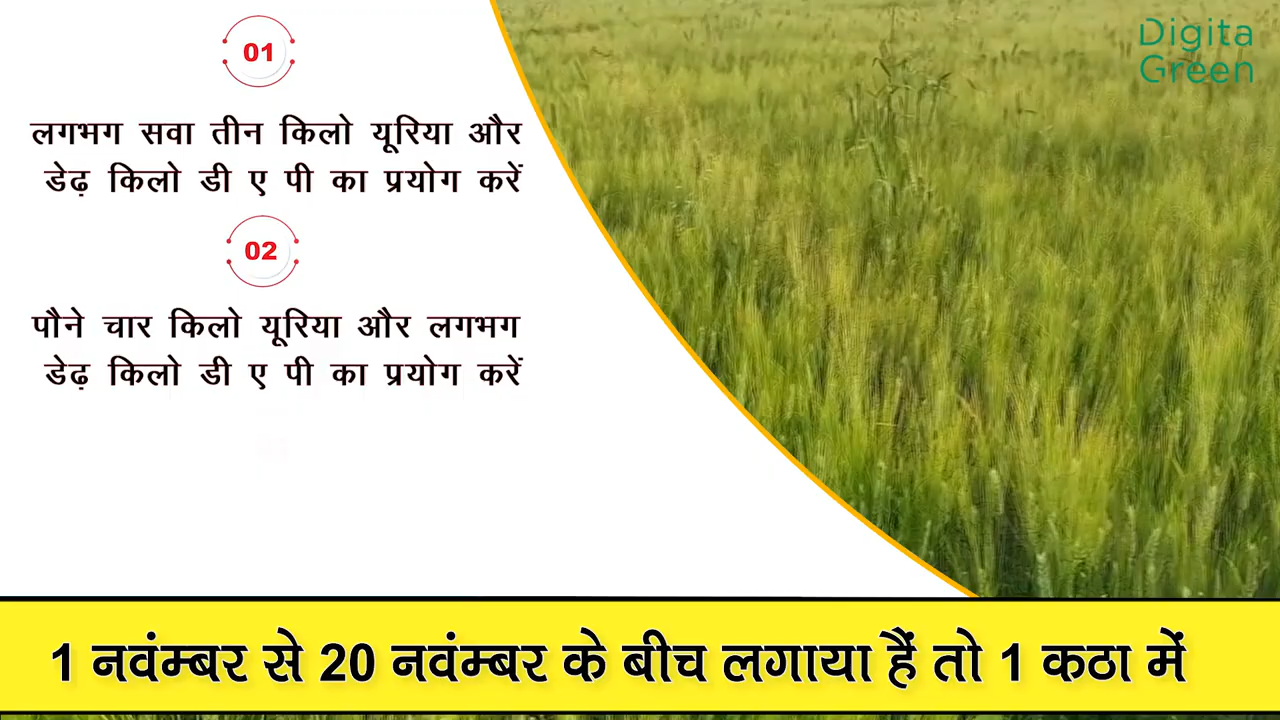 01
लगभग सवा तीन किलो यूरिया और
डेढ़ किलो डी ए पी का प्रयोग करें
02
पौने चार किलो यूरिया और लगभग
डेढ़ किलो डी ए पी का प्रयोग करें
Digita
Green
1 नवंम्बर से 20 नवंम्बर के बीच लगाया हैं तो 1 कठा में